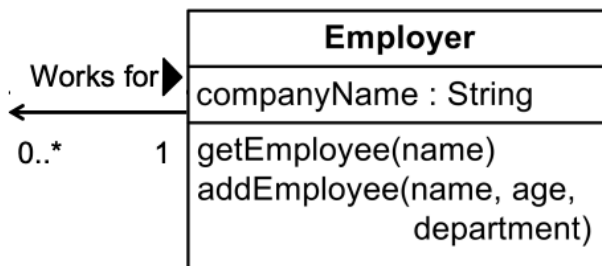 Employer
Works for
companyName : String
0..*
1
getEmployee(name)
addEmployee(name, age,
department)